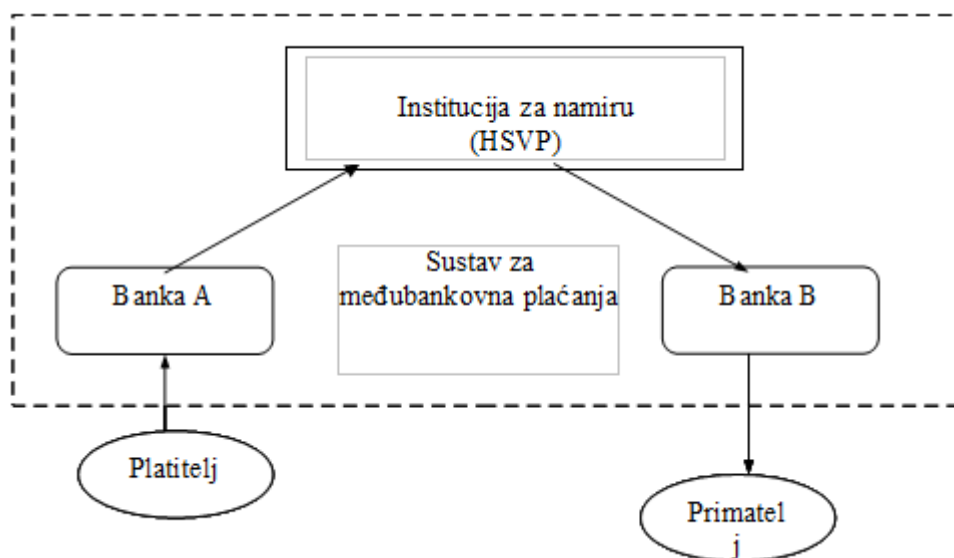 Institucija za namiru
(HSVP)
Sustav za
međubankovna plaćanja
Banka A
Banka B
Platitelj
Primatel
j